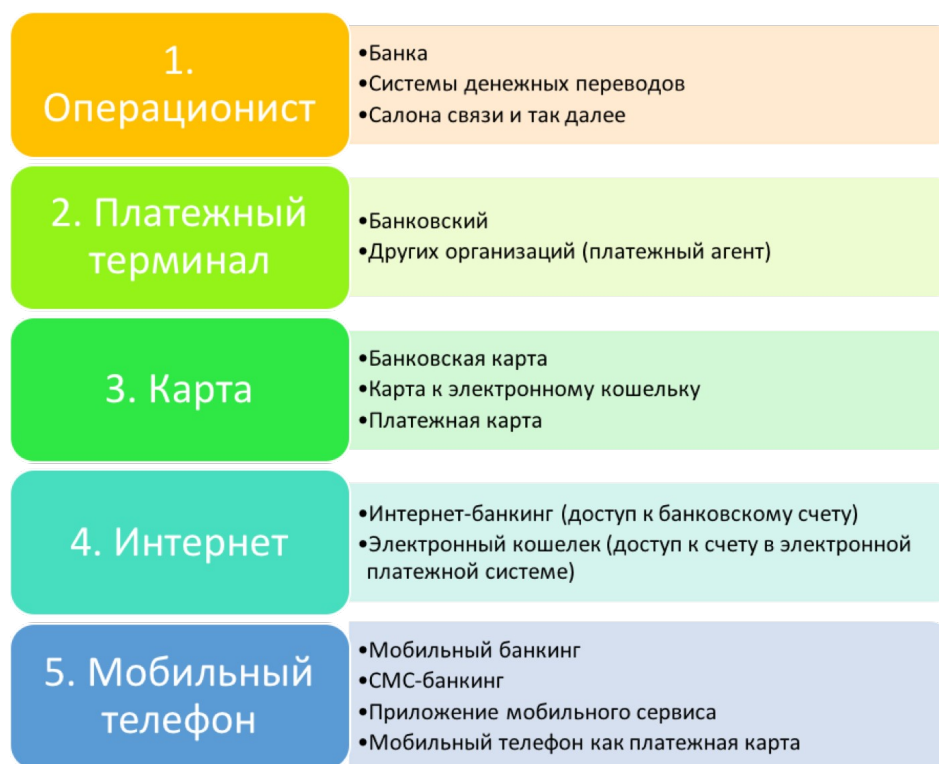 1.
Операционист
•Банка
•Системы денежных переводов
•Салона связи и так далее
2. Платежный
терминал
•Банковский
•Других организаций (платежный агент)
3. Карта
•Банковская карта
•Карта к электронному кошельку
•Платежная карта
4. Интернет
•Интернет-банкинг (доступ к банковскому счету)
•Электронный кошелек (доступ к счету в электронной
платежной системе)
5. Мобильный
телефон
•Мобильный банкинг
•СМС-банкинг
•Приложение мобильного сервиса
•Мобильный телефон как платежная карта